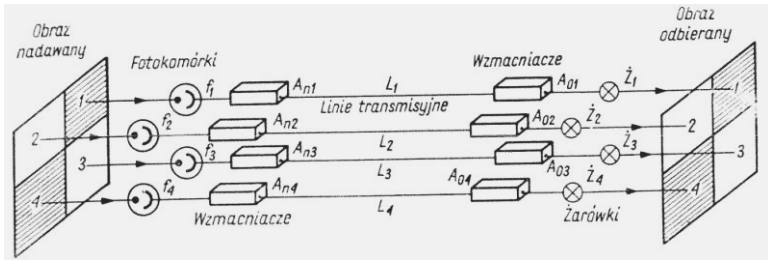 Obraz
nadawany
Fotokomórki
Wzmacniacze
Obraz
odbierany
1 f₁ Aₙ₁ L₁ A₀₁ Ż₁ 1
Linie transmisyjne
2 f₂ Aₙ₂ L₂ A₀₂ Ż₂ 2
3 f₃ Aₙ₃ L₃ A₀₃ Ż₃ 3
4 f₄ Aₙ₄ L₄ A₀₄ Ż₄ 4
Wzmacniacze
Żarówki